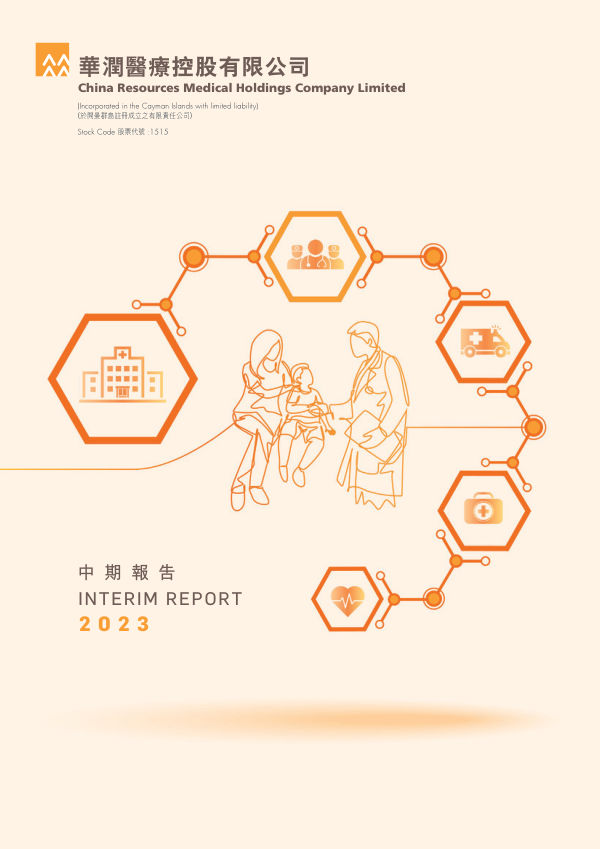 華潤醫療控股有限公司
China Resources Medical Holdings Company Limited
(Incorporated in the Cayman Islands with limited liability)
(於開曼群島註冊成立之有限責任公司)
Stock Code 股票代號 :1515
中期報告
INTERIM REPORT
2023